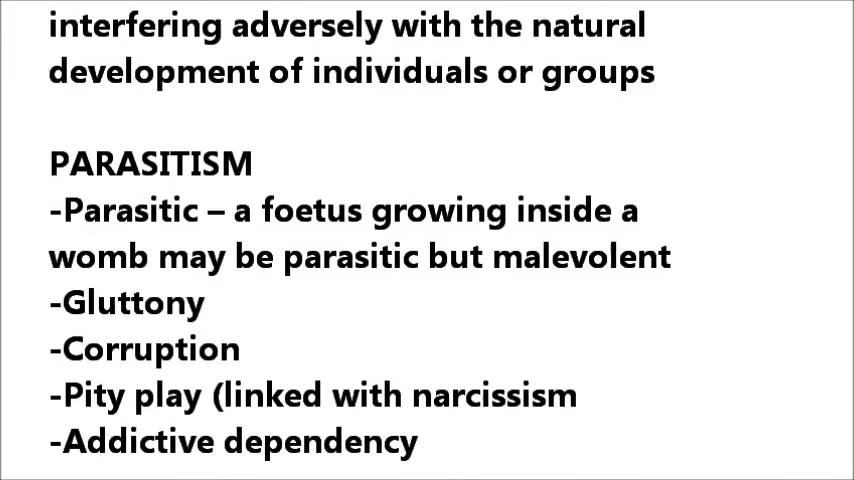 interfering adversely with the natural
development of individuals or groups
PARASITISM
-Parasitic – a foetus growing inside a
womb may be parasitic but malevolent
-Gluttony
-Corruption
-Pity play (linked with narcissism
-Addictive dependency